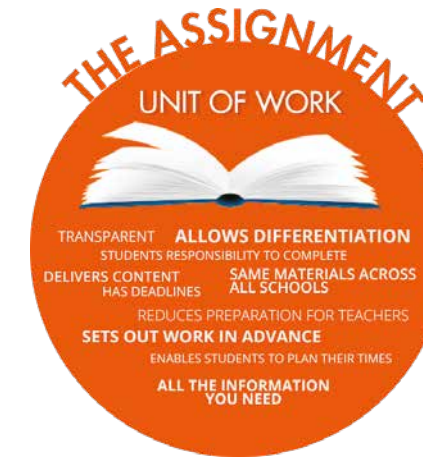 THE ASSIGNMENT
UNIT OF WORK
TRANSPARENT ALLOWS DIFFERENTIATION
STUDENTS RESPONSIBILITY TO COMPLETE
DELIVERS CONTENT
HAS DEADLINES
SAME MATERIALS ACROSS
ALL SCHOOLS
REDUCES PREPARATION FOR TEACHERS
SETS OUT WORK IN ADVANCE
ENABLES STUDENTS TO PLAN THEIR TIMES
ALL THE INFORMATION
YOU NEED